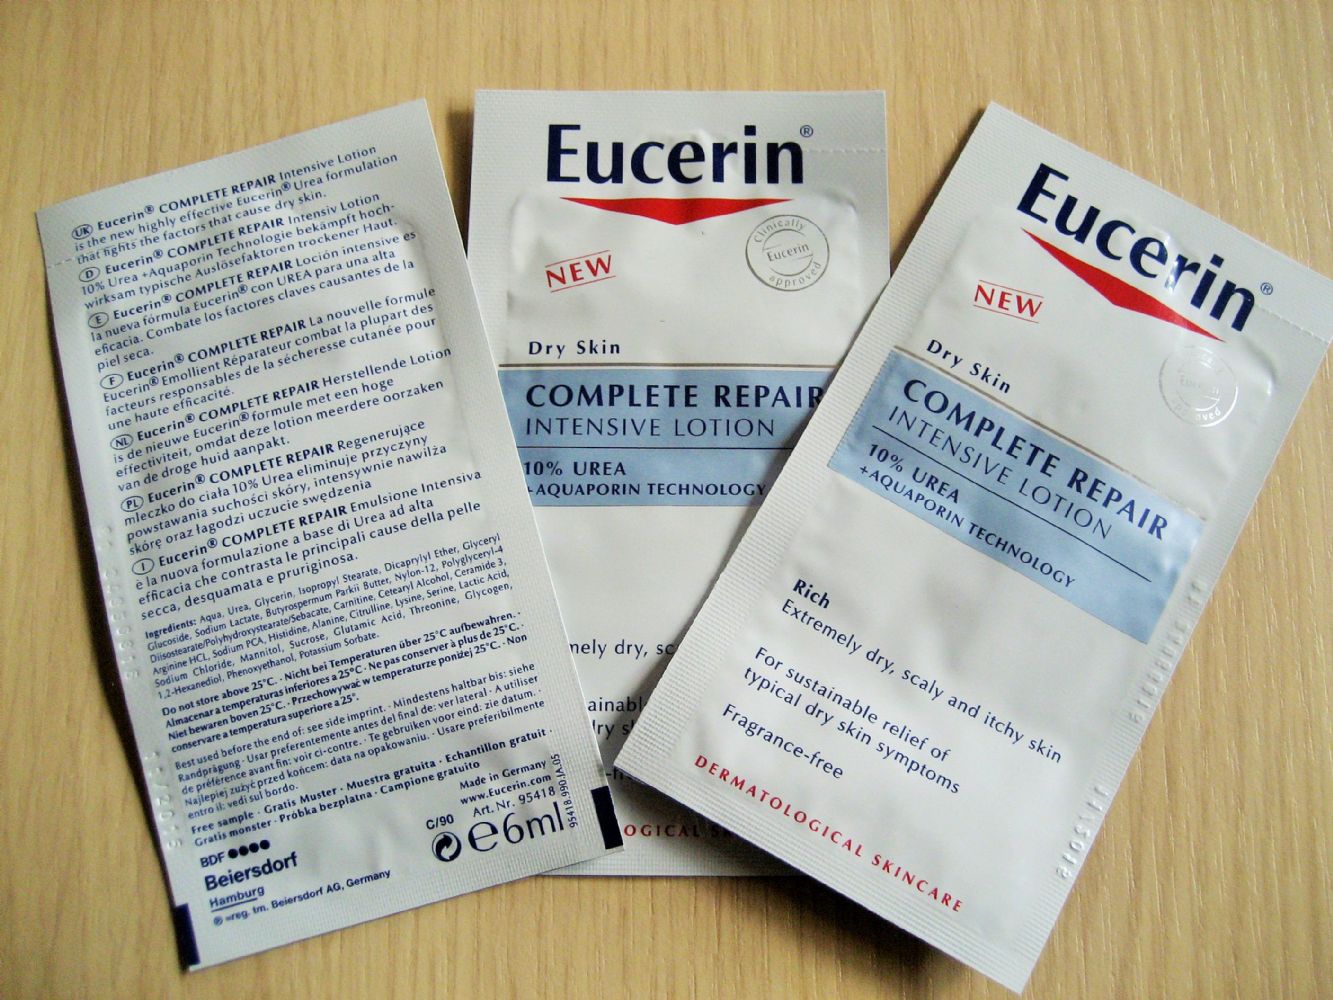 UK Eucerin® COMPLETE REPAIR Intensive Lotion
is the new highly effective Eucerin® Urea formulation
that fights the factors that cause dry skin.
D Eucerin® COMPLETE REPAIR Intensiv Lotion
10% Urea +Aquaporin Technologie bekämpft hoch-
wirksam typische Auslösefaktoren trockener Haut.
E Eucerin® COMPLETE REPAIR Loción intensive es
la nueva fórmula Eucerin® con UREA para una alta
eficacia. Combate los factores claves causantes de la
piel seca.
F Eucerin® COMPLETE REPAIR La nouvelle formule
Eucerin® Emollient Réparateur combat la plupart des
facteurs responsables de la sécheresse cutanée pour
une haute efficacité.
NL Eucerin® COMPLETE REPAIR Herstellende Lotion
is de nieuwe Eucerin® formule met een hoge
effectiviteit, omdat deze lotion meerdere oorzaken
van de droge huid aanpakt.
PL Eucerin® COMPLETE REPAIR Regenerujące
mleczko do ciała 10% Urea eliminuje przyczyny
powstawania suchości skóry, intensywnie nawilża
skórę oraz łagodzi uczucie swędzenia
I Eucerin® COMPLETE REPAIR Emulsione Intensiva
è la nuova formulazione a base di Urea ad alta
efficacia che contrasta le principali cause della pelle
secca, desquamata e pruriginosa.
Ingredients: Aqua, Urea, Glycerin, Isopropyl Stearate, Dicaprylyl Ether, Glyceryl
Glucoside, Sodium Lactate, Butyrospermum Parkii Butter, Nylon-12, Polyglyceryl-4
Diisostearate/Polyhydroxystearate/Sebacate, Carnitine, Cetearyl Alcohol, Ceramide 3,
Arginine HCL, Sodium PCA, Histidine, Alanine, Citrulline, Lysine, Serine, Lactic Acid,
Sodium Chloride, Mannitol, Sucrose, Glutamic Acid, Threonine, Glycogen,
1,2-Hexanediol, Phenoxyethanol, Potassium Sorbate.
Do not store above 25°C. · Nicht bei Temperaturen über 25°C aufbewahren. ·
Almacenar a temperaturas inferiores a 25°C · Ne pas conserver à plus de 25°C. ·
Niet bewaren boven 25°C. · Przechowywać w temperaturze poniżej 25°C. · Non
conservare a temperatura superiore a 25°.
Best used before the end of: see side imprint. · Mindestens haltbar bis: siehe
Randprägung · Usar preferentemente antes del final de: ver lateral · A utiliser
de préférence avant fin: voir ci-contre. · Te gebruiken voor eind: zie datum. ·
Najlepiej zużyć przed końcem: data na opakowaniu. · Usare preferibilmente
entro il: vedi sul bordo.
Free sample · Gratis Muster · Muestra gratuita · Echantillon gratuit ·
Gratis monster · Próbka bezpłatna · Campione gratuito
Made in Germany
www.Eucerin.com
Art. Nr. 95418
95418.990.JA.05
C/90
e6ml
BDF
Beiersdorf
Hamburg
® =reg. tm. Beiersdorf AG, Germany
Eucerin®
Clinically
Eucerin
approved
NEW
Dry Skin
COMPLETE REPAIR
INTENSIVE LOTION
10% UREA
+AQUAPORIN TECHNOLOGY
mely dry, sc
ainabl
ry s
OGICAL SK
Eucerin®
NEW
Dry Skin
COMPLETE REPAIR
INTENSIVE LOTION
10% UREA
+AQUAPORIN TECHNOLOGY
Rich
Extremely dry, scaly and itchy skin
For sustainable relief of
typical dry skin symptoms
Fragrance-free
DERMATOLOGICAL SKINCARE